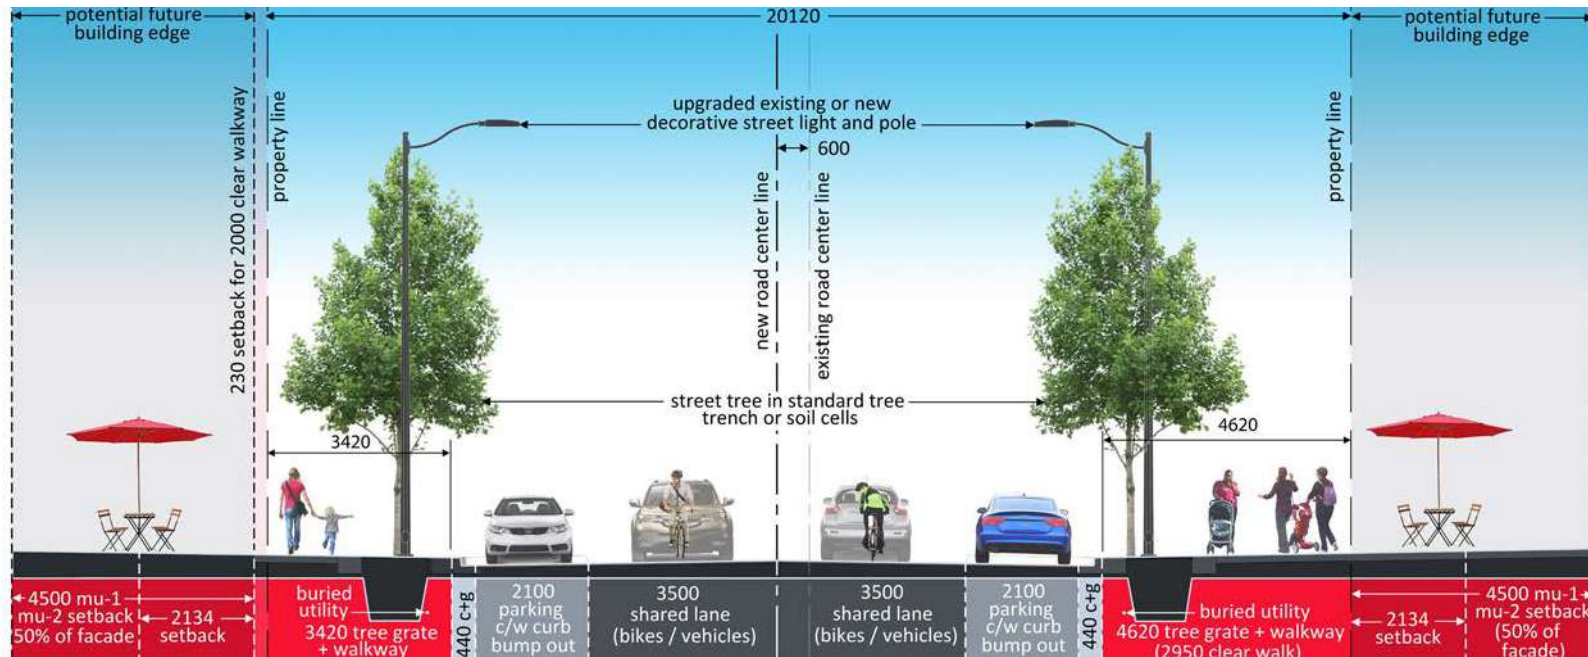 potential future
building edge
20120
potential future
building edge
230 setback for 2000 clear walkway
property line
upgraded existing or new
decorative street light and pole
600
new road center line
existing road center line
property line
street tree in standard tree
trench or soil cells
3420
4620
4500 mu-1
mu-2 setback
50% of facade)
2134
setback
buried
utility
3420 tree grate
+ walkway
440 c+g
2100
parking
c/w curb
bump out
3500
shared lane
(bikes / vehicles)
3500
shared lane
(bikes / vehicles)
2100
parking
c/w curb
bump out
440 c+g
buried utility
4620 tree grate + walkway
(2950 clear walk)
2134
setback
4500 mu-1
mu-2 setback
(50% of
facade)